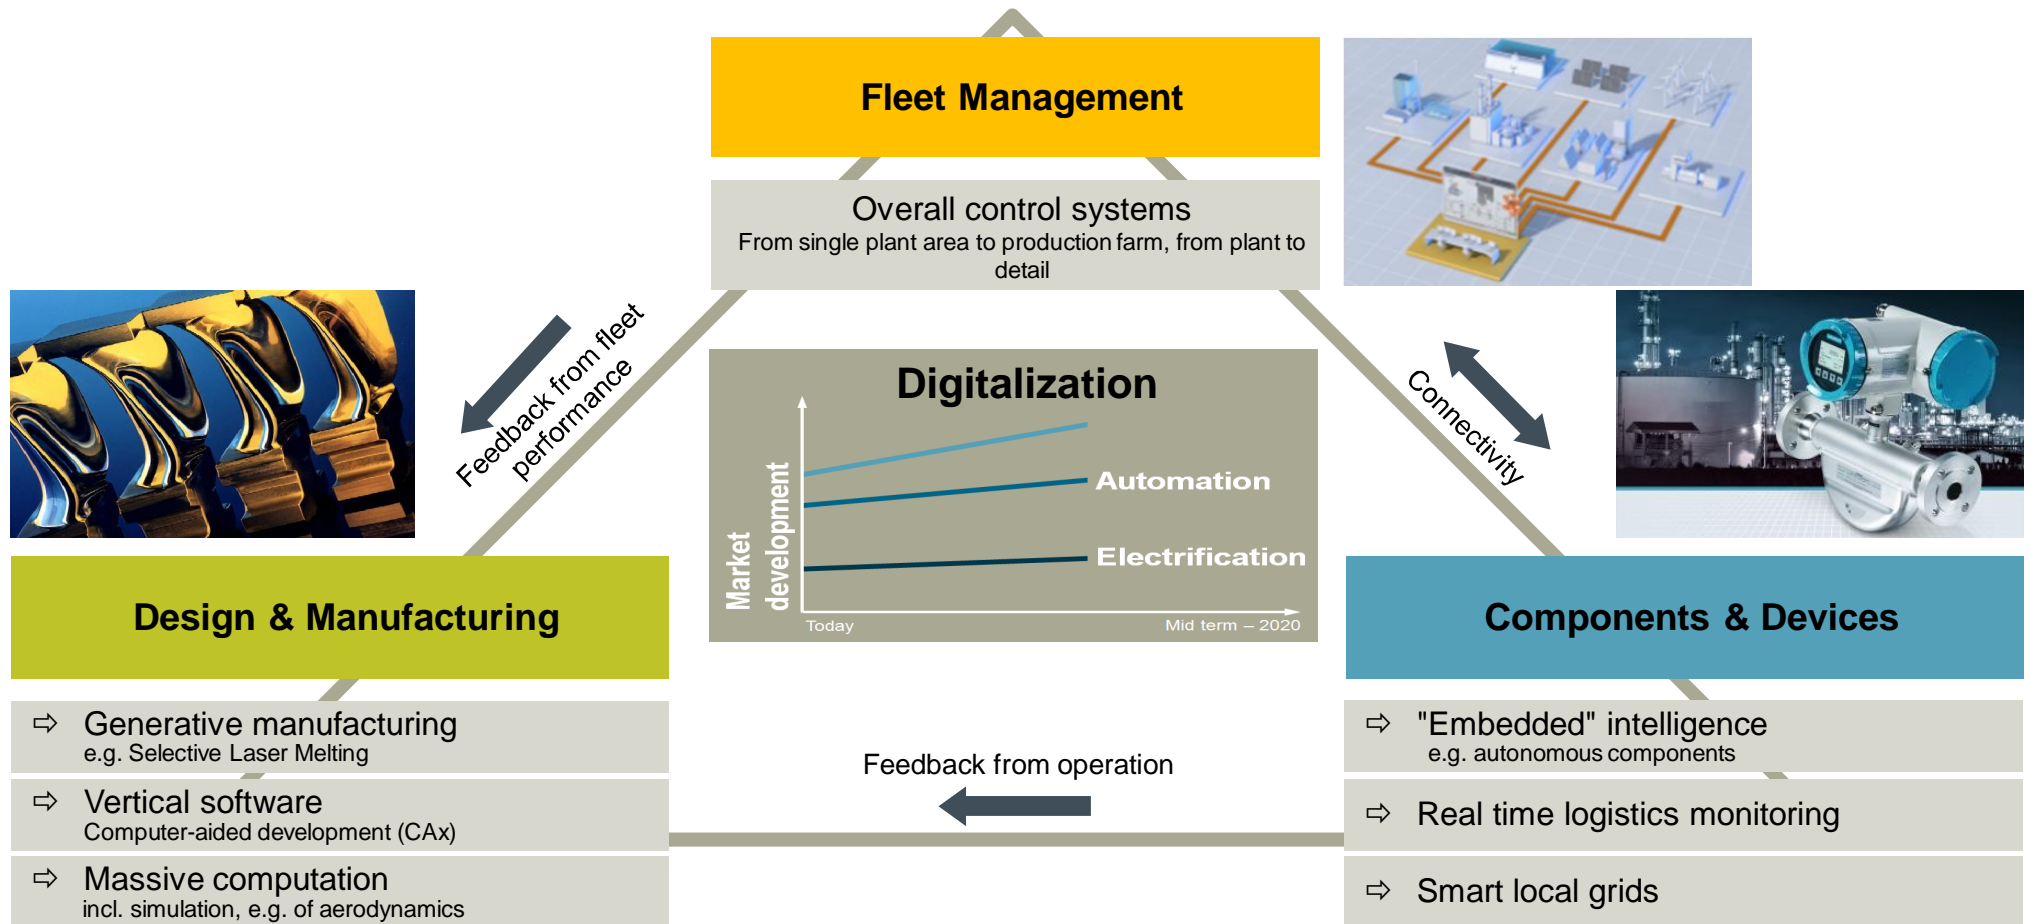 Fleet Management
Overall control systems
From single plant area to production farm, from plant to
detail
Feedback from fleet
performance
Connectivity
Digitalization
Market
development
Automation
Electrification
Today
Mid term – 2020
Design & Manufacturing
⇨ Generative manufacturing
e.g. Selective Laser Melting
⇨ Vertical software
Computer-aided development (CAx)
⇨ Massive computation
incl. simulation, e.g. of aerodynamics
Feedback from operation
Components & Devices
⇨ "Embedded" intelligence
e.g. autonomous components
⇨ Real time logistics monitoring
⇨ Smart local grids